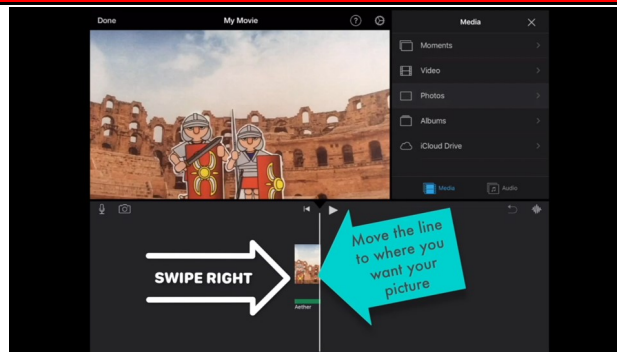 Done
My Movie
Media
Moments
Video
Photos
Albums
iCloud Drive
Media
Audio
Move the line
to where you
want your
picture
SWIPE RIGHT
Aether